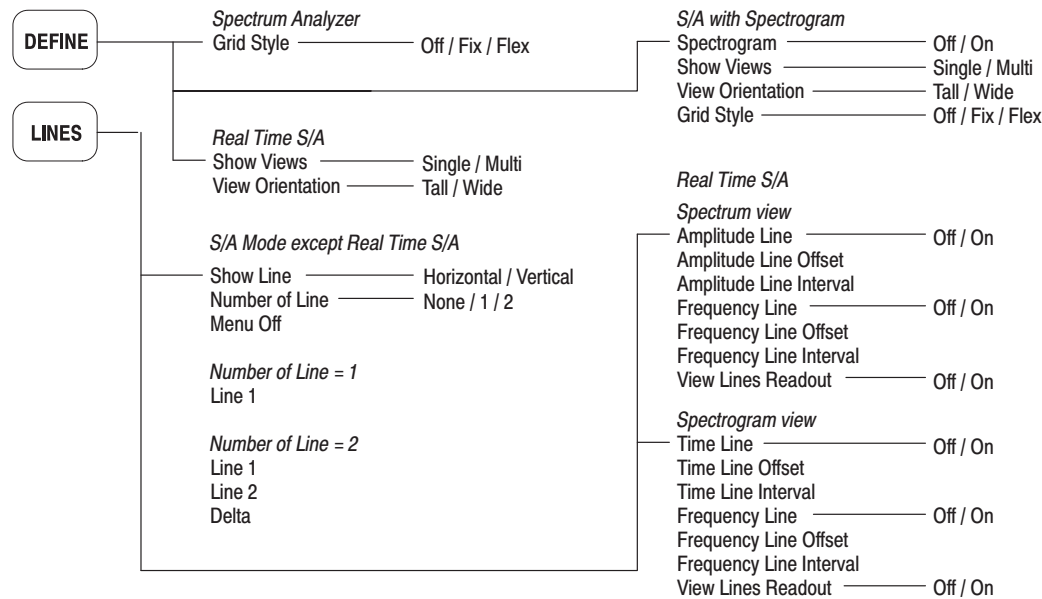 DEFINE
Spectrum Analyzer
Grid Style Off / Fix / Flex
S/A with Spectrogram
Spectrogram Off / On
Show Views Single / Multi
View Orientation Tall / Wide
Grid Style Off / Fix / Flex
LINES
Real Time S/A
Show Views Single / Multi
View Orientation Tall / Wide
S/A Mode except Real Time S/A
Show Line Horizontal / Vertical
Number of Line None / 1 / 2
Menu Off
Number of Line = 1
Line 1
Number of Line = 2
Line 1
Line 2
Delta
Real Time S/A
Spectrum view
Amplitude Line Off / On
Amplitude Line Offset
Amplitude Line Interval
Frequency Line Off / On
Frequency Line Offset
Frequency Line Interval
View Lines Readout Off / On
Spectrogram view
Time Line Off / On
Time Line Offset
Time Line Interval
Frequency Line Off / On
Frequency Line Offset
Frequency Line Interval
View Lines Readout Off / On